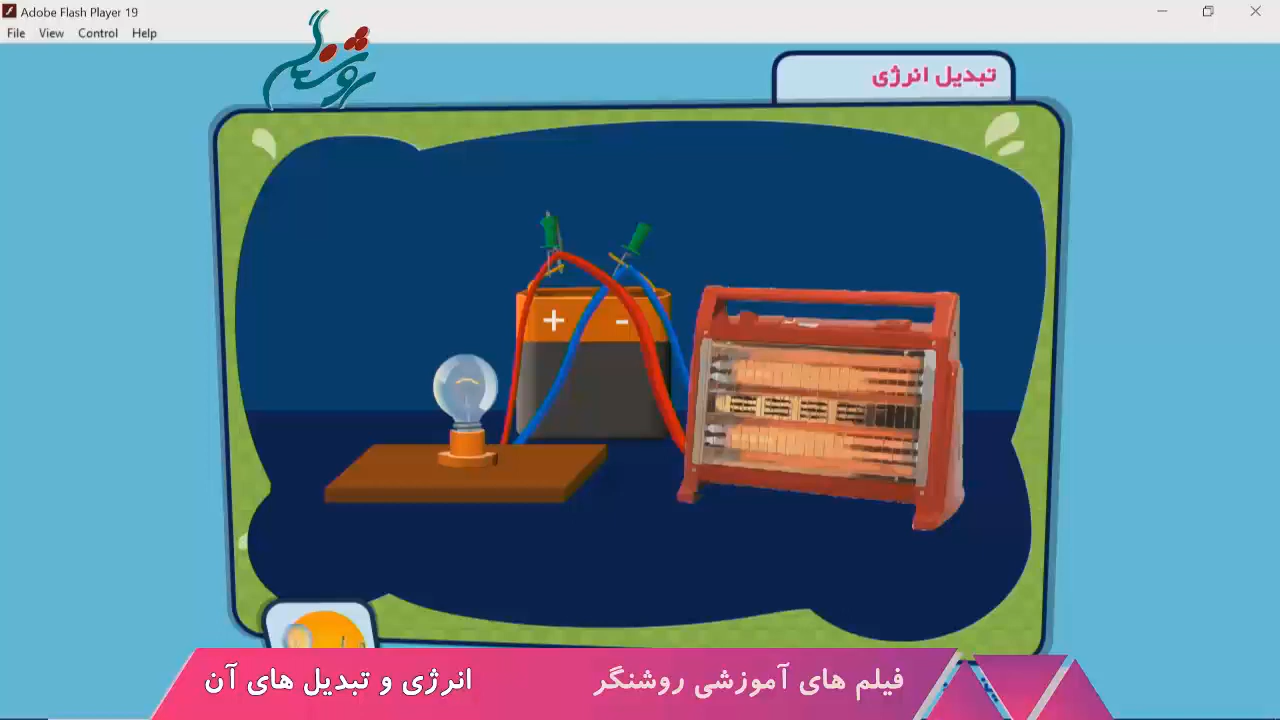 Adobe Flash Player 19
File View Control Help
روشنگر
تبدیل انرژی
+ -
فیلم های آموزشی روشنگر
انرژی و تبدیل های آن